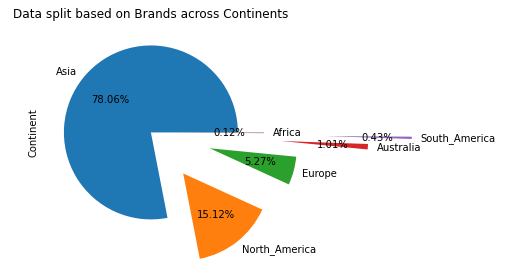 Data split based on Brands across Continents
Asia
78.06%
Continent
0.12%
Africa
0.43%
South_America
1.01%
Australia
5.27%
Europe
15.12%
North_America